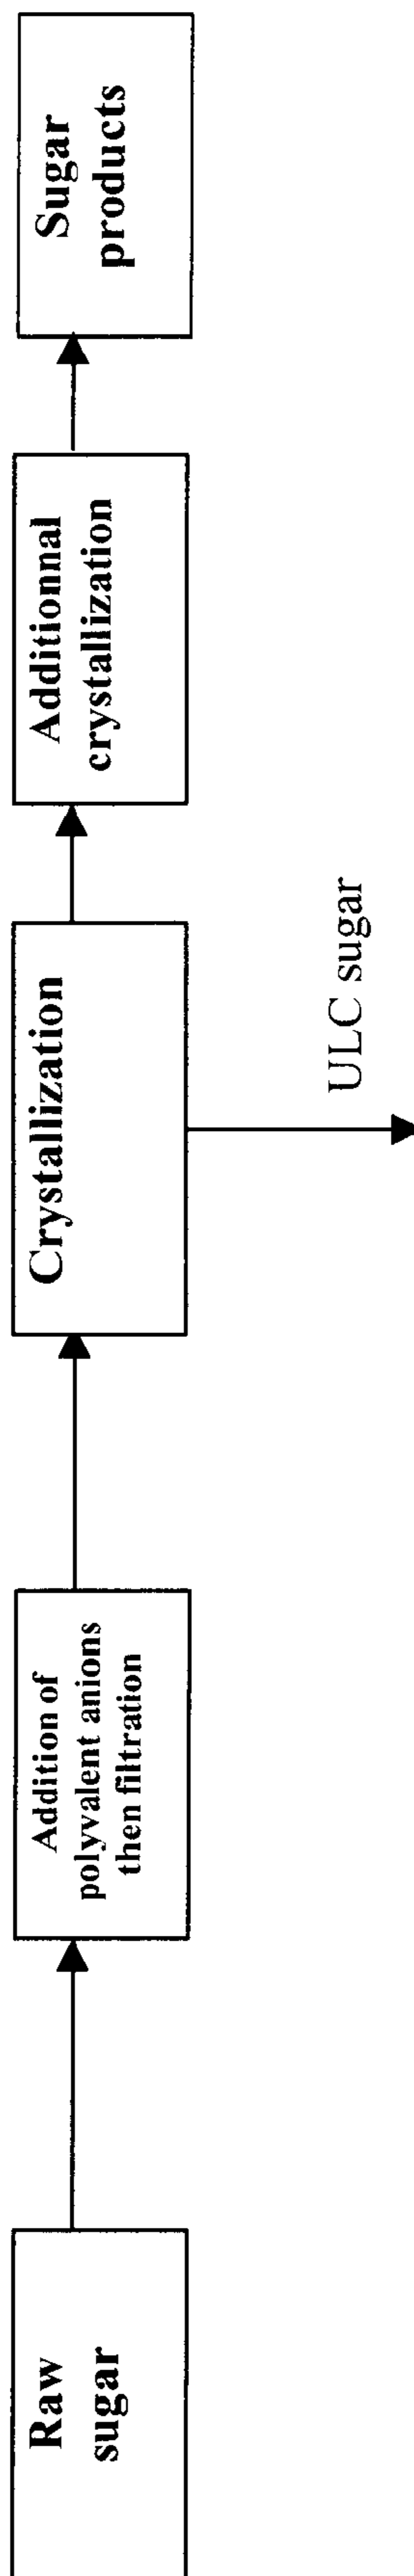 Raw
sugar
Addition of
polyvalent anions
then filtration
Crystallization
ULC sugar
Additionnal
crystallization
Sugar
products